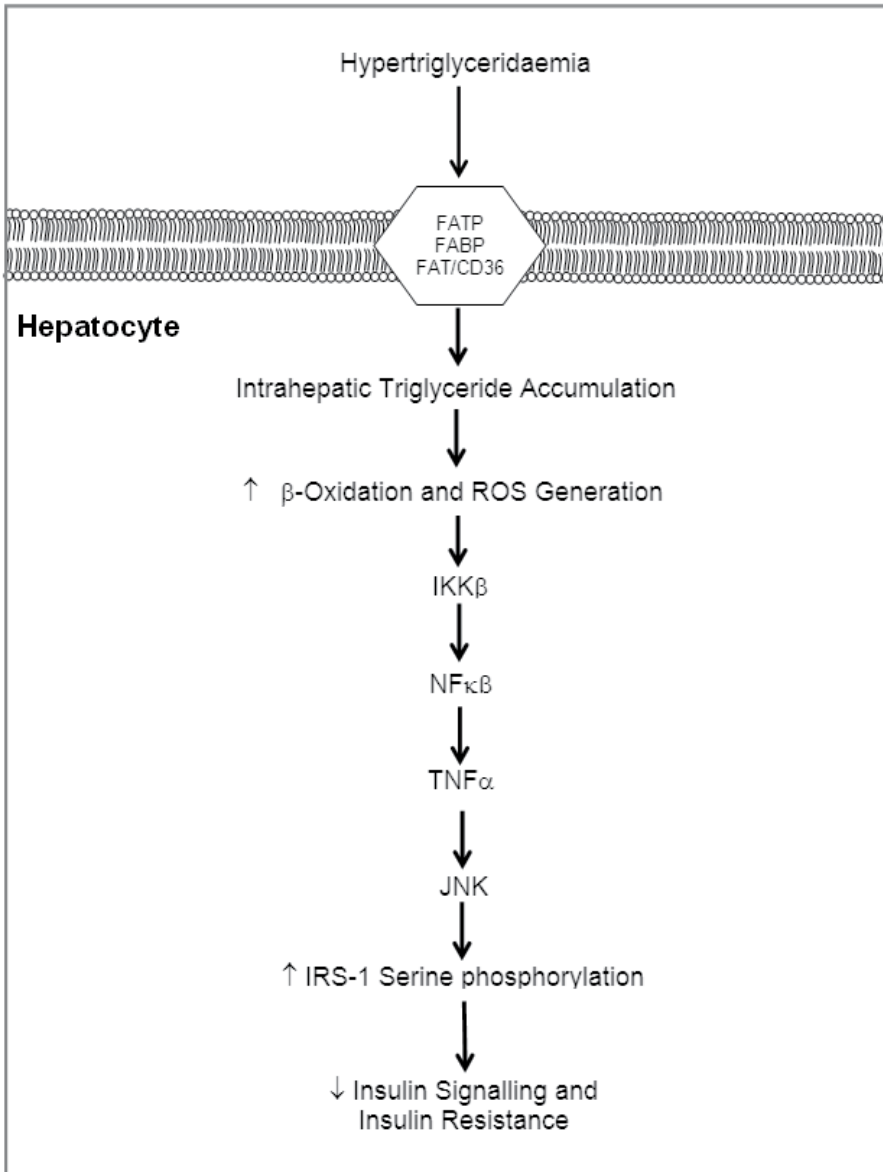 Hypertriglyceridaemia
FATP
FABP
FAT/CD36
Hepatocyte
Intrahepatic Triglyceride Accumulation
↑ β-Oxidation and ROS Generation
IKKβ
NFκβ
TNFα
JNK
↑ IRS-1 Serine phosphorylation
↓ Insulin Signalling and
Insulin Resistance